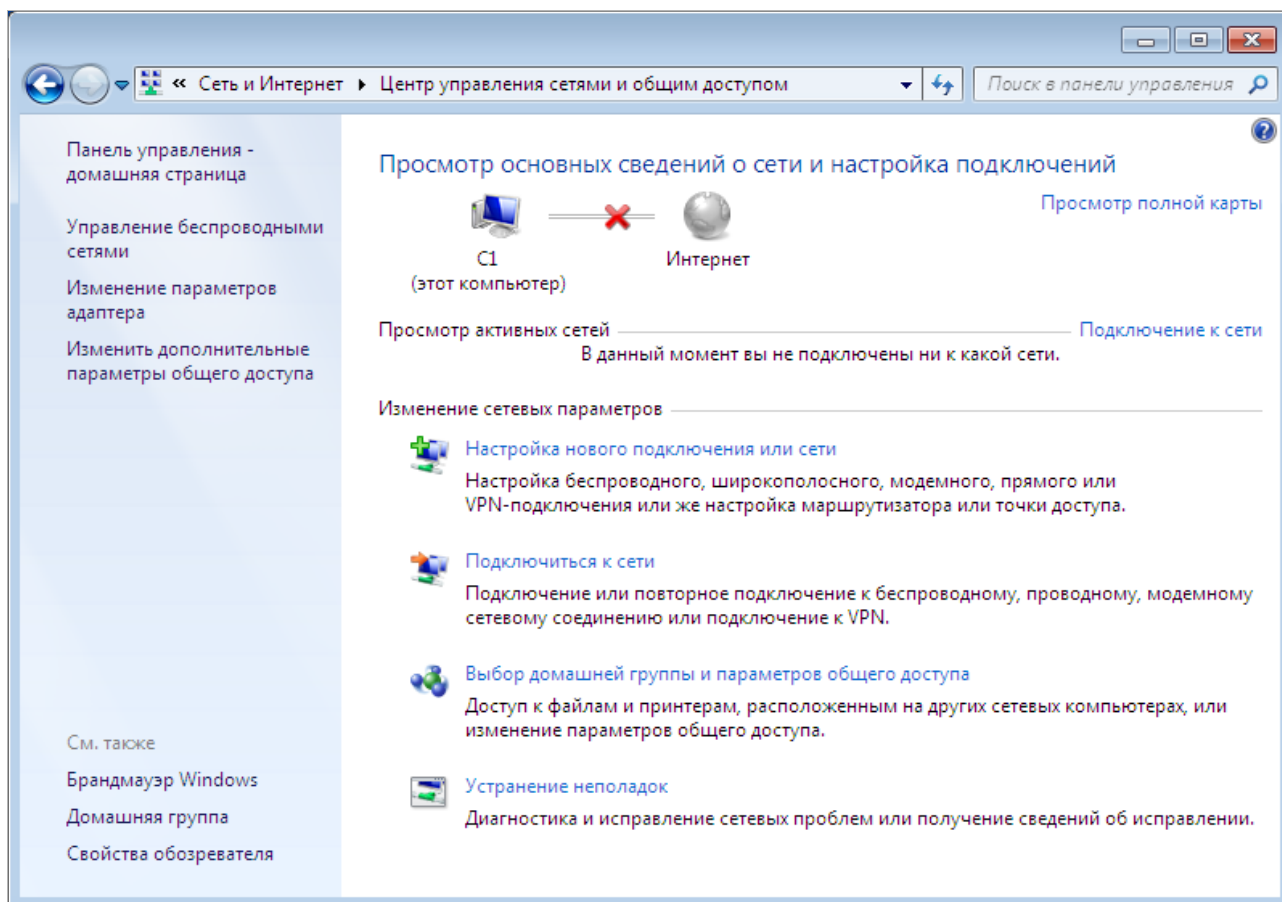 « Сеть и Интернет ▸ Центр управления сетями и общим доступом
Поиск в панели управления
Панель управления -
домашняя страница
Управление беспроводными
сетями
Изменение параметров
адаптера
Изменить дополнительные
параметры общего доступа
См. также
Брандмауэр Windows
Домашняя группа
Свойства обозревателя
Просмотр основных сведений о сети и настройка подключений
Просмотр полной карты
C1
(этот компьютер)
Интернет
Просмотр активных сетей
Подключение к сети
В данный момент вы не подключены ни к какой сети.
Изменение сетевых параметров
Настройка нового подключения или сети
Настройка беспроводного, широкополосного, модемного, прямого или
VPN-подключения или же настройка маршрутизатора или точки доступа.
Подключиться к сети
Подключение или повторное подключение к беспроводному, проводному, модемному
сетевому соединению или подключение к VPN.
Выбор домашней группы и параметров общего доступа
Доступ к файлам и принтерам, расположенным на других сетевых компьютерах, или
изменение параметров общего доступа.
Устранение неполадок
Диагностика и исправление сетевых проблем или получение сведений об исправлении.